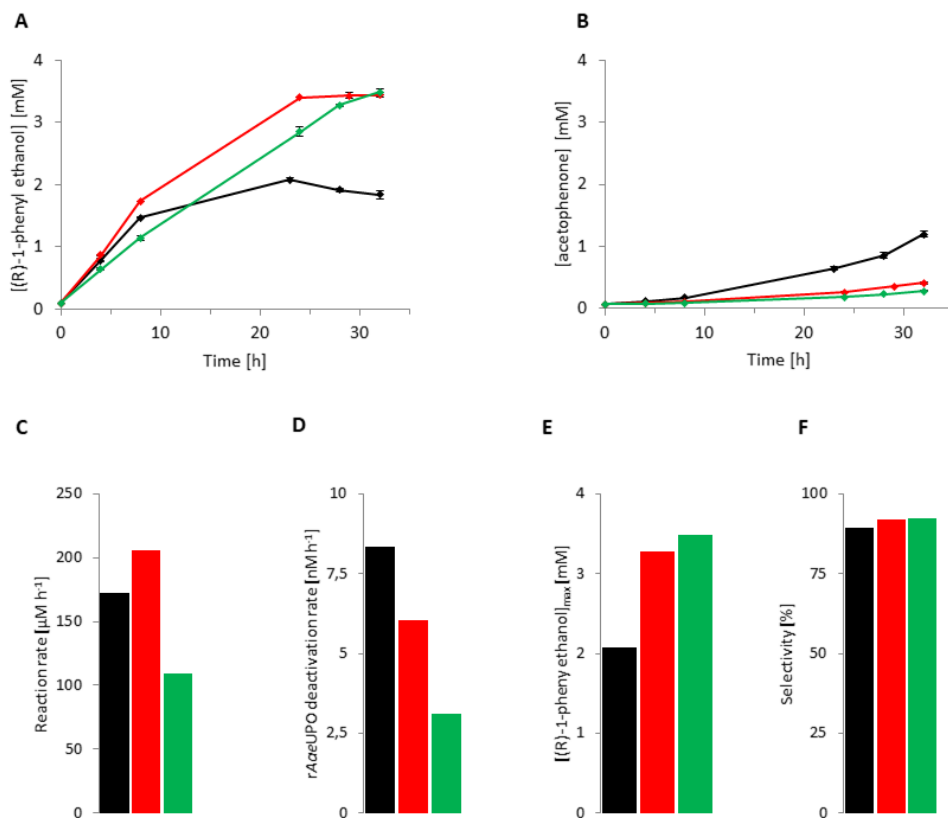 A
[(R)-1-phenyl ethanol] [mM]
4
3
2
1
0
0 10 20 30
Time [h]
B
[acetophenone] [mM]
4
3
2
1
0
0 10 20 30
Time [h]
C
Reaction rate [µM h-1]
250
200
150
100
50
0
D
rAaeUPO deactivation rate [nM h-1]
10
7,5
5
2,5
0
E
[(R)-1-pheny ethanol]max [mM]
4
3
2
1
0
F
Selectivity [%]
100
75
50
25
0